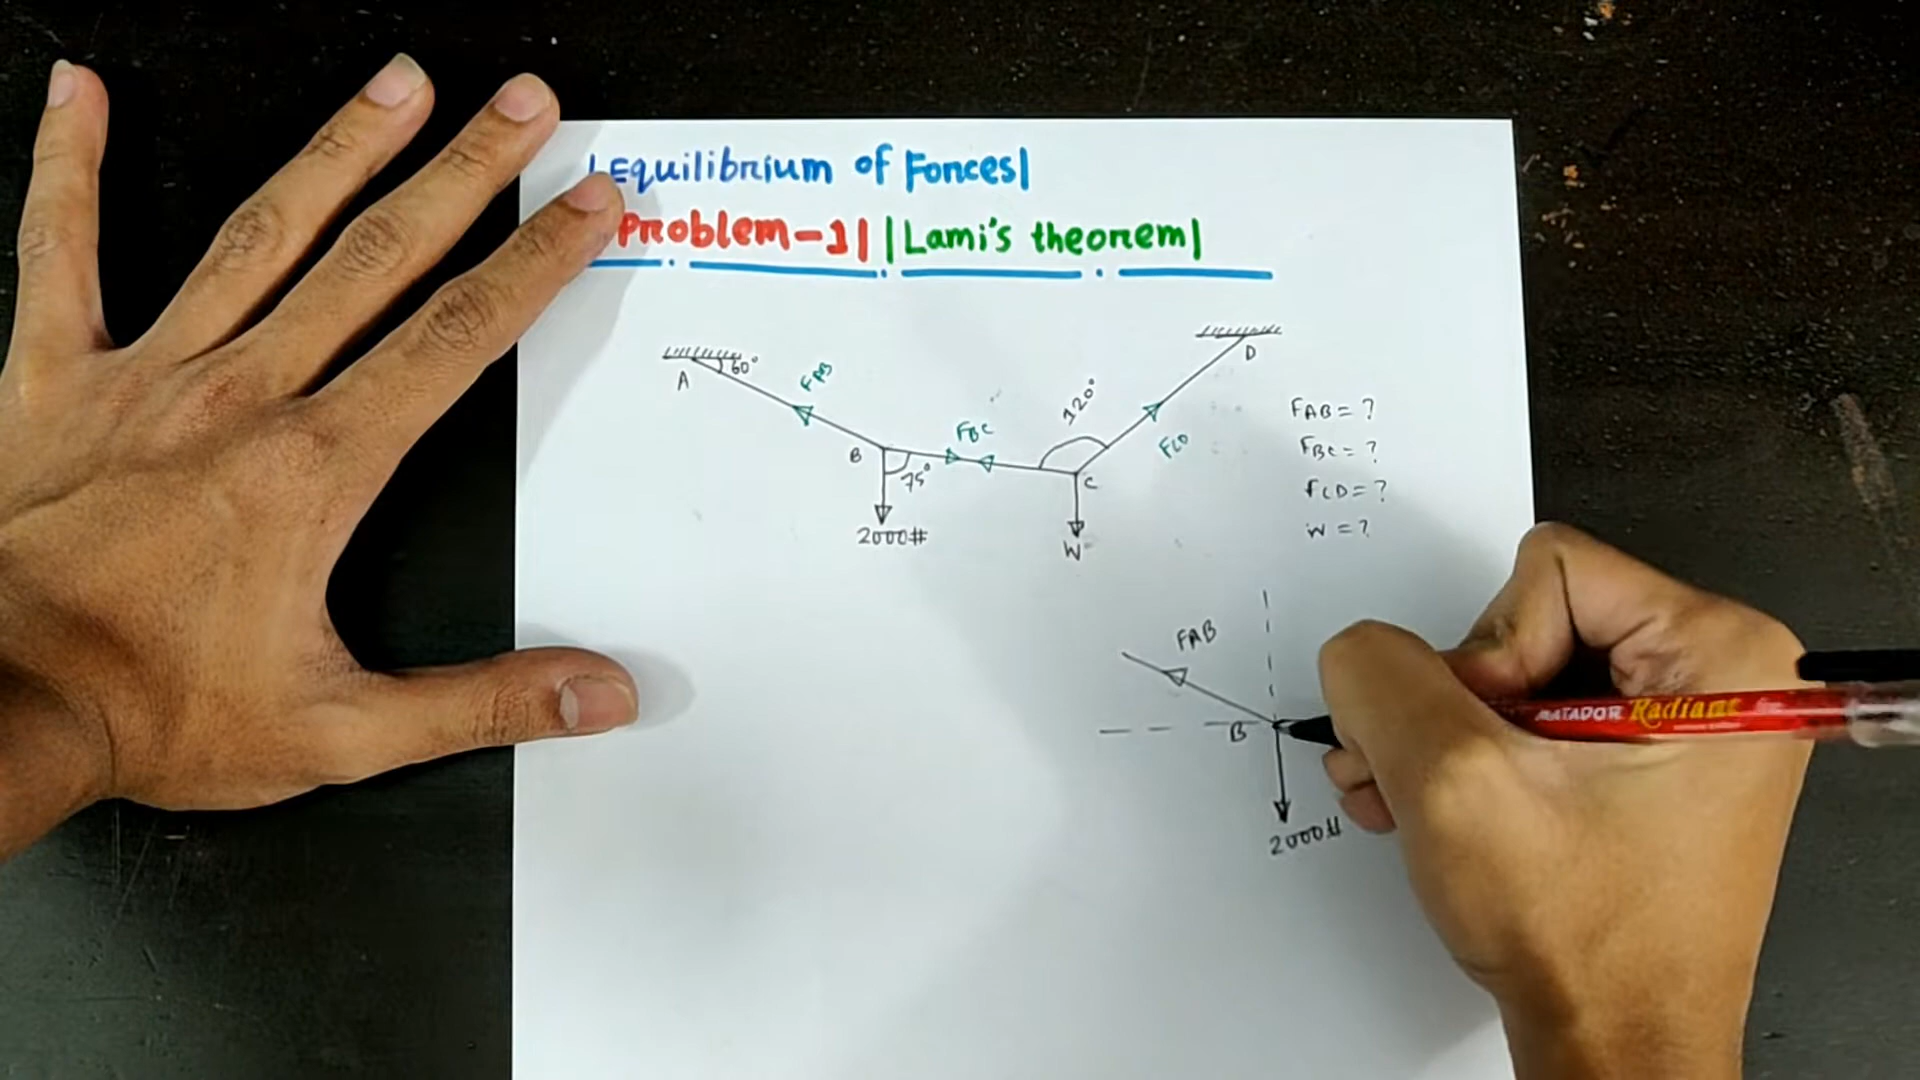 |Equilibrium of Forces|
Problem-1| |Lami's theorem|
A
60°
FAB
B
75°
2000#
FBC
120°
C
W
FCD
D
FAB = ?
FBC = ?
FCD = ?
W = ?
FAB
B
2000#
MATADOR Radiant